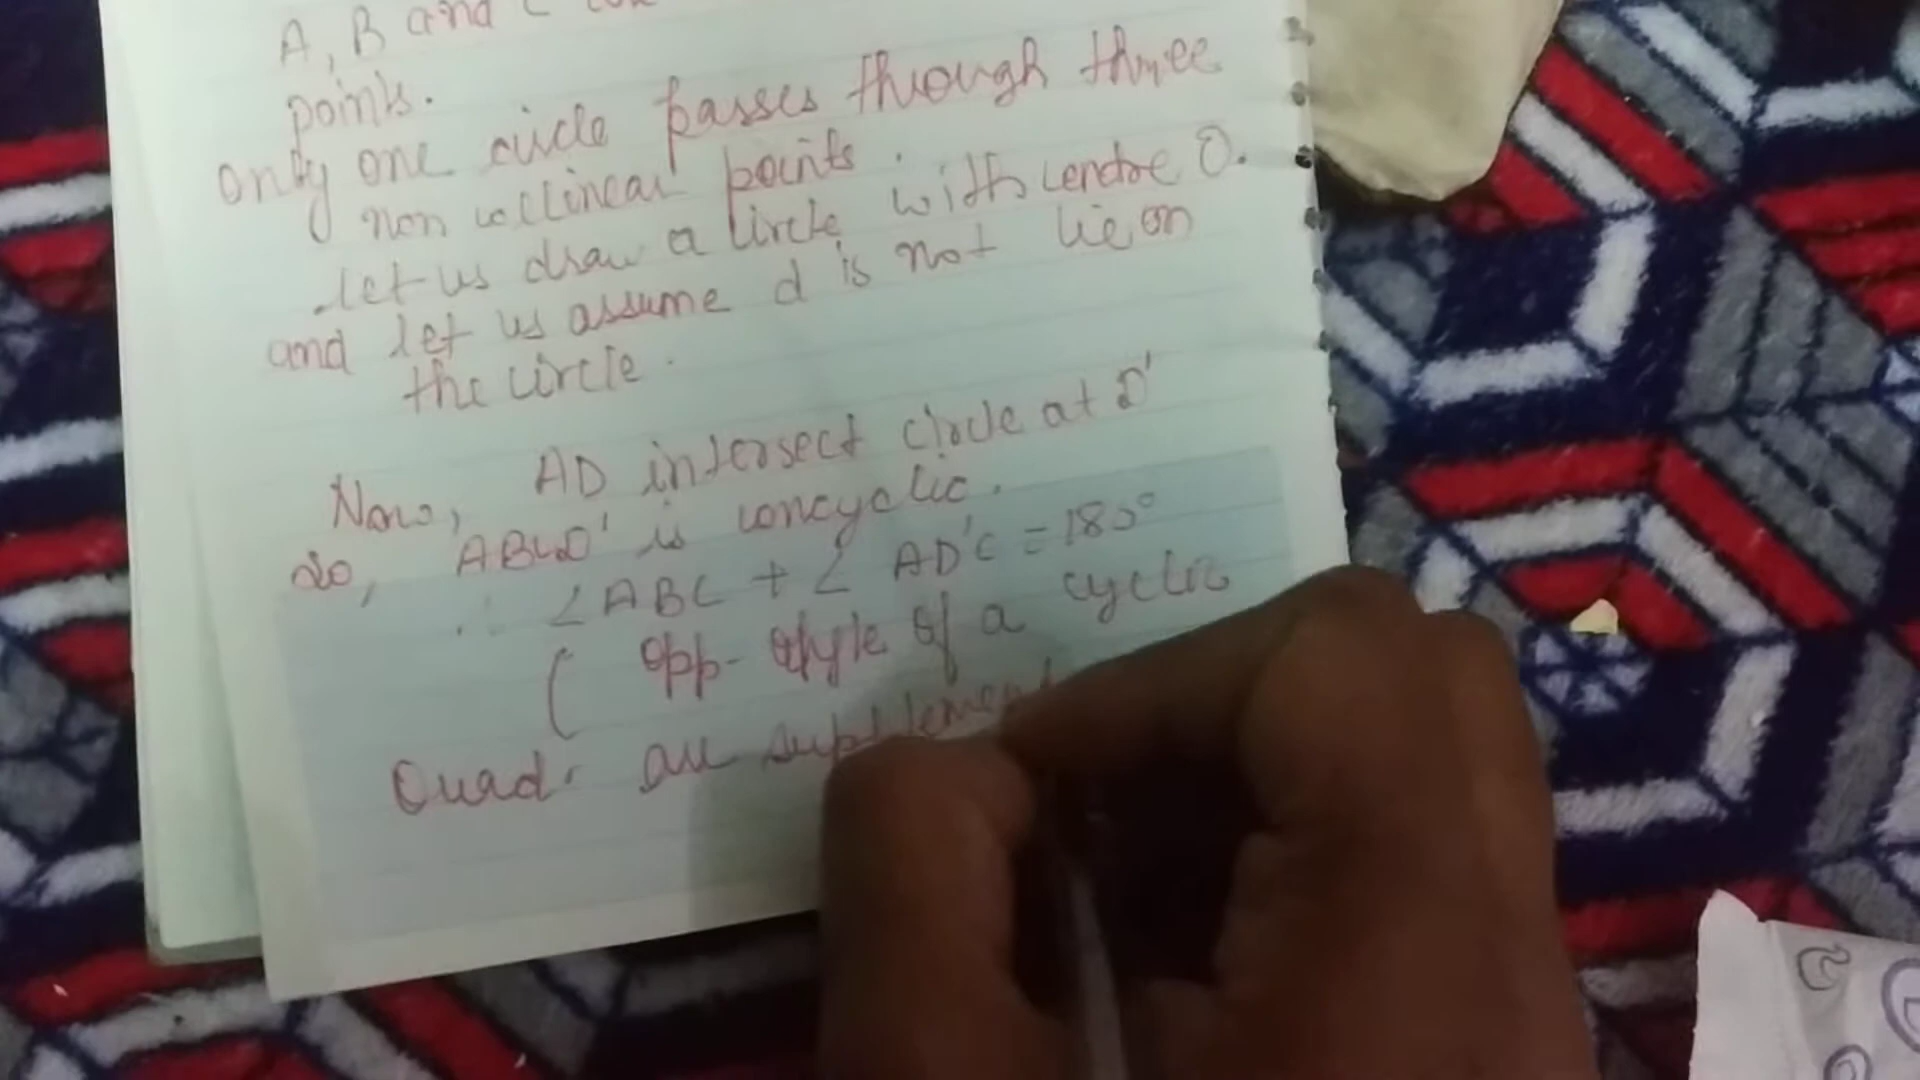 A, B and C
points.
Only one circle passes through three
non collinear points.
let us draw a circle with centre O.
and let us assume d is not lie on
the circle.
Now, AD intersect circle at D'
so, ABCD' is concyclic.
∴ ∠ABC + ∠ AD'C = 180°
( opp- of a cyclic
Quad. are supplement